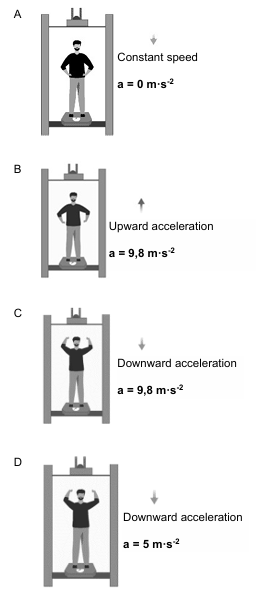 A
Constant speed
a = 0 m·s⁻²
B
Upward acceleration
a = 9,8 m·s⁻²
C
Downward acceleration
a = 9,8 m·s⁻²
D
Downward acceleration
a = 5 m·s⁻²